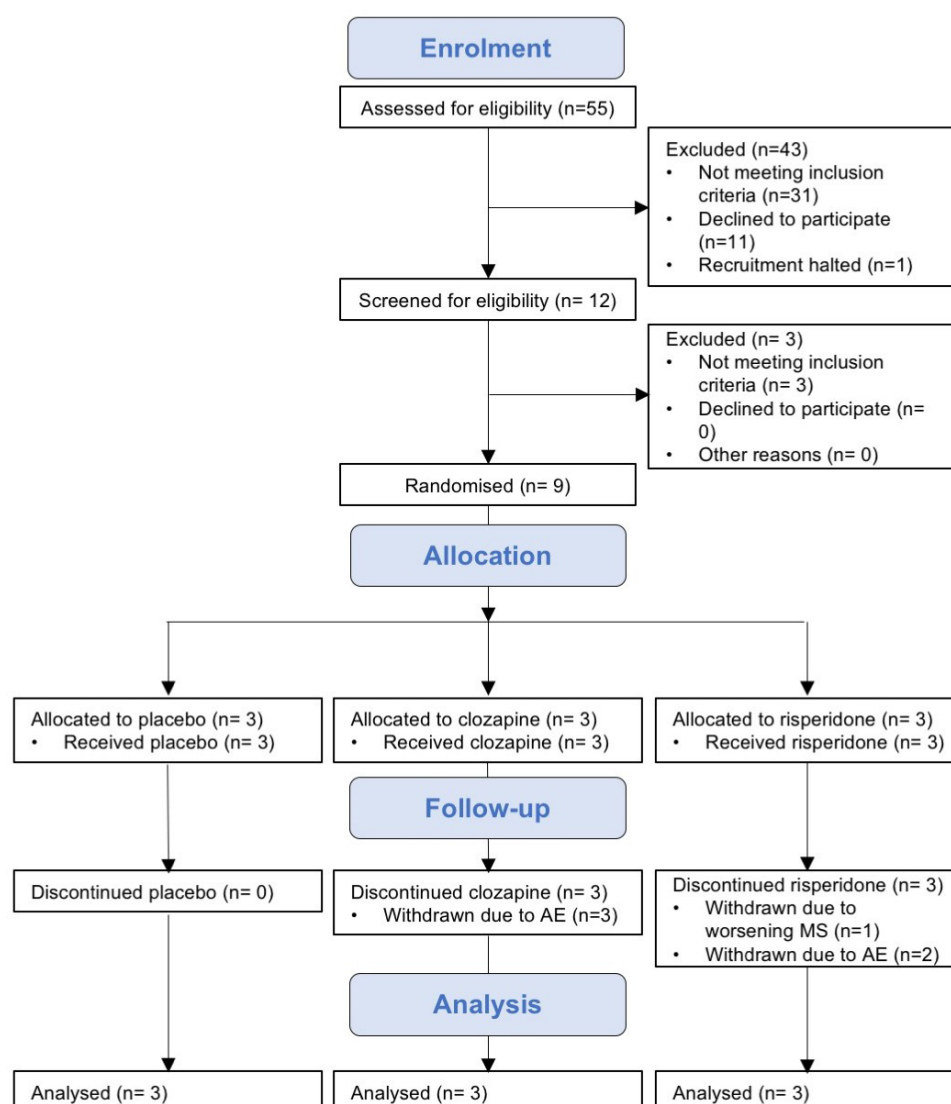 Enrolment
Assessed for eligibility (n=55)
Excluded (n=43)
• Not meeting inclusion
criteria (n=31)
• Declined to participate
(n=11)
• Recruitment halted (n=1)
Screened for eligibility (n= 12)
Excluded (n= 3)
• Not meeting inclusion
criteria (n= 3)
• Declined to participate (n=
0)
• Other reasons (n= 0)
Randomised (n= 9)
Allocation
Allocated to placebo (n= 3)
• Received placebo (n= 3)
Allocated to clozapine (n= 3)
• Received clozapine (n= 3)
Allocated to risperidone (n= 3)
• Received risperidone (n= 3)
Follow-up
Discontinued placebo (n= 0)
Discontinued clozapine (n= 3)
• Withdrawn due to AE (n=3)
Discontinued risperidone (n= 3)
• Withdrawn due to
worsening MS (n=1)
• Withdrawn due to AE (n=2)
Analysis
Analysed (n= 3)
Analysed (n= 3)
Analysed (n= 3)